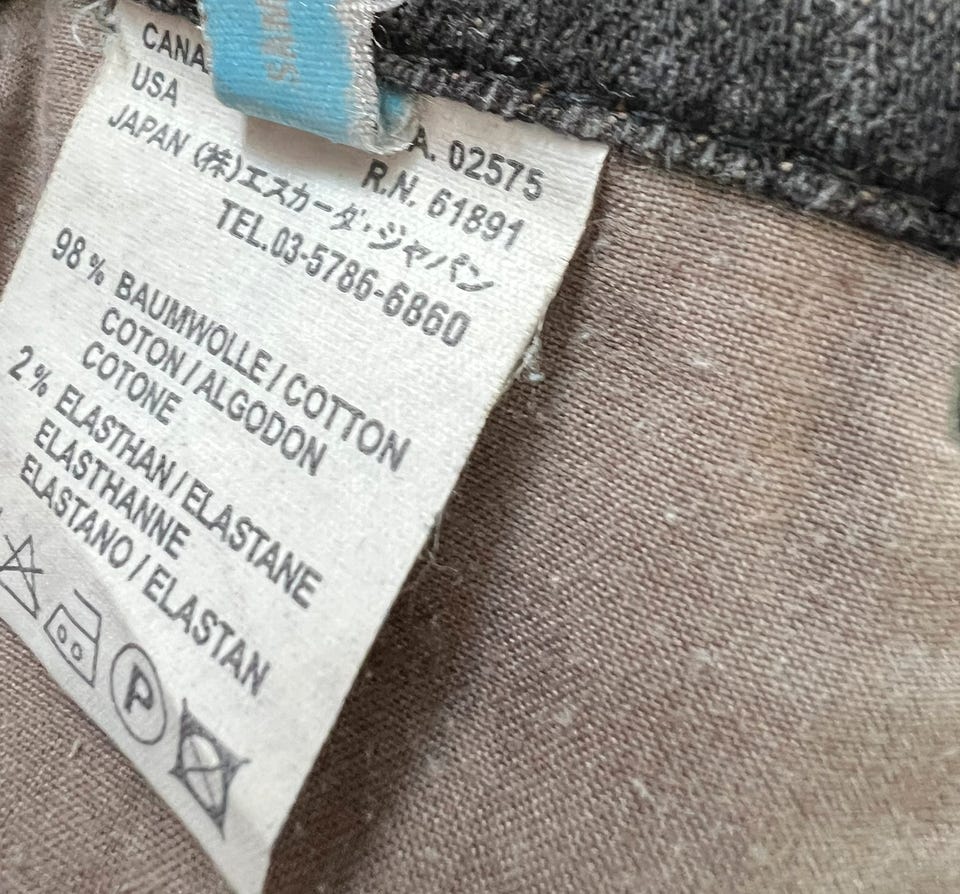 CANA
A. 02575
USA
R.N. 61891
JAPAN (株)エスカーダ・ジャパン
TEL.03-5786-6860
98 % BAUMWOLLE / COTTON
COTON / ALGODON
COTONE
2 % ELASTHAN / ELASTANE
ELASTHANNE
ELASTANO / ELASTAN
P